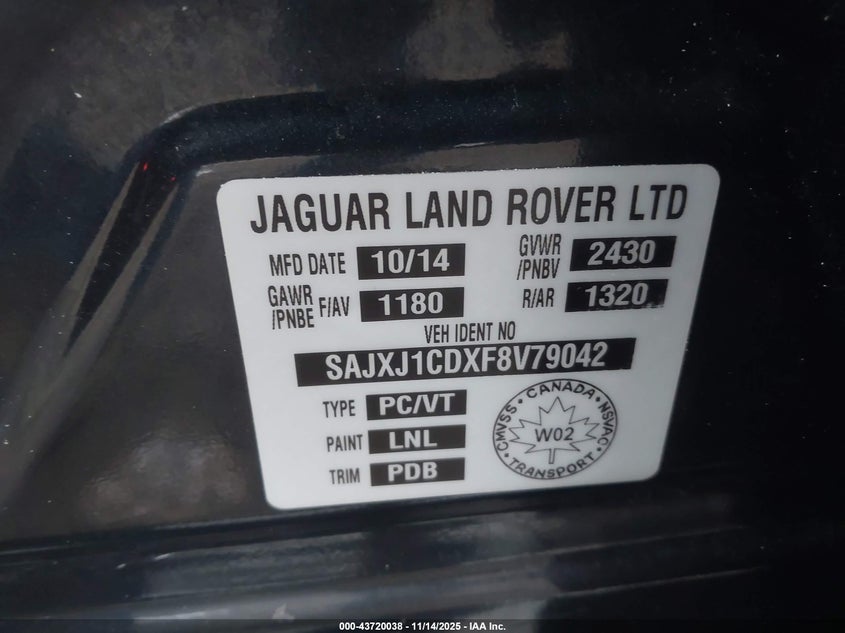 JAGUAR LAND ROVER LTD
MFD DATE 10/14 GVWR /PNBV 2430
GAWR /PNBE F/AV 1180 R/AR 1320
VEH IDENT NO
SAJXJ1CDXF8V79042
TYPE PC/VT
PAINT LNL
TRIM PDB
CMVSS · CANADA · NSVAC · TRANSPORT ·
W02
000-43720038 - 11/14/2025 - IAA Inc.